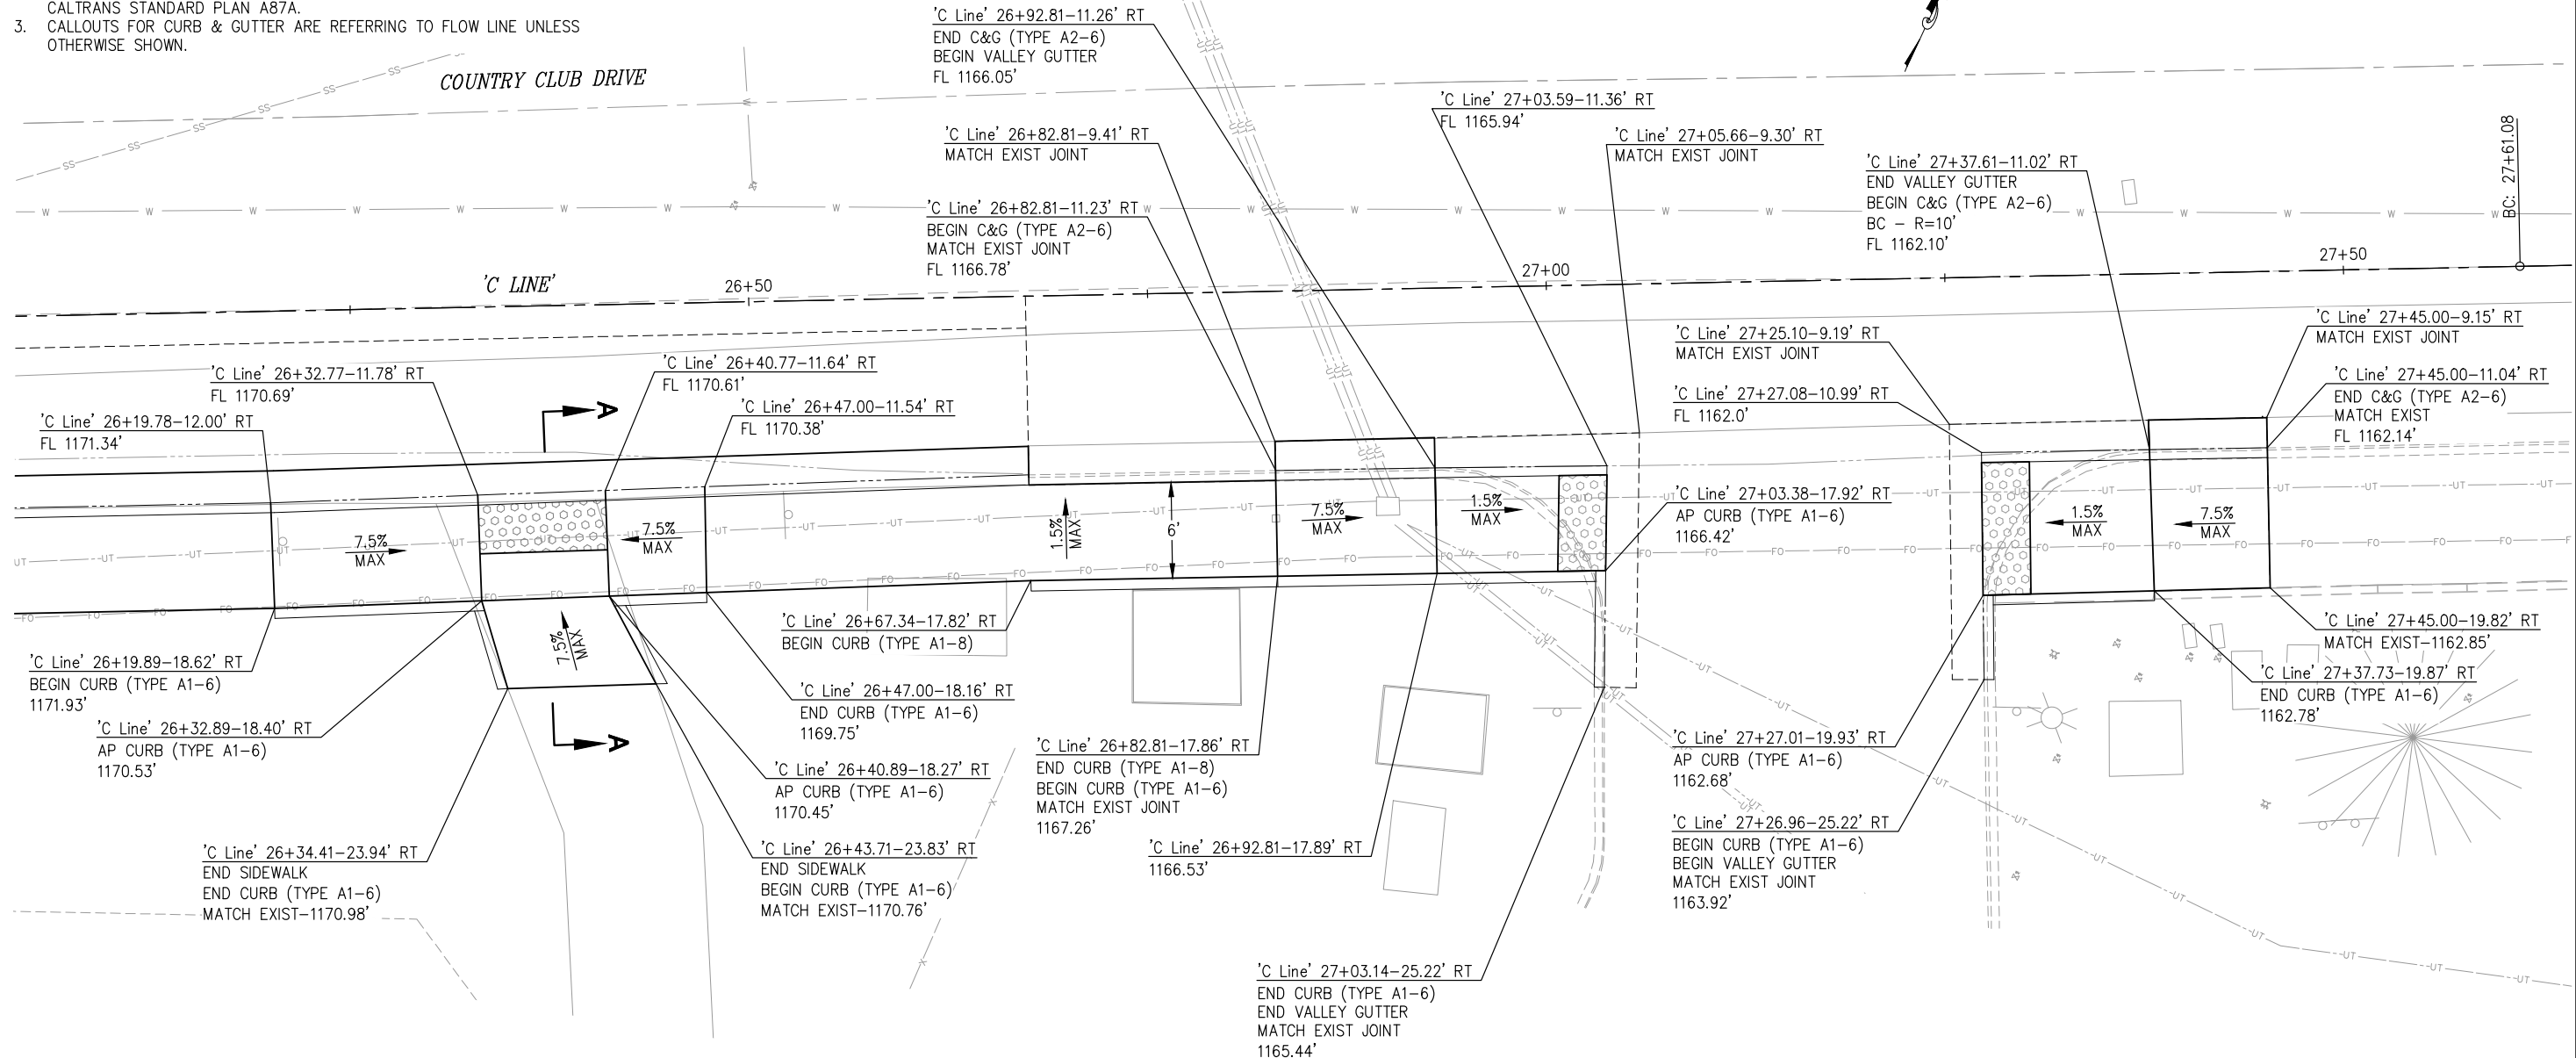 CALTRANS STANDARD PLAN A87A.
3. CALLOUTS FOR CURB & GUTTER ARE REFERRING TO FLOW LINE UNLESS
OTHERWISE SHOWN.
COUNTRY CLUB DRIVE
'C Line' 26+92.81-11.26' RT
END C&G (TYPE A2-6)
BEGIN VALLEY GUTTER
FL 1166.05'
'C Line' 26+82.81-9.41' RT
MATCH EXIST JOINT
'C Line' 26+82.81-11.23' RT
BEGIN C&G (TYPE A2-6)
MATCH EXIST JOINT
FL 1166.78'
'C Line' 27+03.59-11.36' RT
FL 1165.94'
'C Line' 27+05.66-9.30' RT
MATCH EXIST JOINT
'C Line' 27+37.61-11.02' RT
END VALLEY GUTTER
BEGIN C&G (TYPE A2-6)
BC - R=10'
FL 1162.10'
BC: 27+61.08
'C LINE'
26+50
27+00
27+50
'C Line' 26+19.78-12.00' RT
FL 1171.34'
'C Line' 26+32.77-11.78' RT
FL 1170.69'
'C Line' 26+40.77-11.64' RT
FL 1170.61'
'C Line' 26+47.00-11.54' RT
FL 1170.38'
'C Line' 27+25.10-9.19' RT
MATCH EXIST JOINT
'C Line' 27+27.08-10.99' RT
FL 1162.0'
'C Line' 27+45.00-9.15' RT
MATCH EXIST JOINT
'C Line' 27+45.00-11.04' RT
END C&G (TYPE A2-6)
MATCH EXIST
FL 1162.14'
A
7.5%
MAX
7.5%
MAX
7.5%
MAX
1.5%
MAX
6'
7.5%
MAX
1.5%
MAX
1.5%
MAX
7.5%
MAX
A
'C Line' 27+03.38-17.92' RT
AP CURB (TYPE A1-6)
1166.42'
'C Line' 26+19.89-18.62' RT
BEGIN CURB (TYPE A1-6)
1171.93'
'C Line' 26+32.89-18.40' RT
AP CURB (TYPE A1-6)
1170.53'
'C Line' 26+34.41-23.94' RT
END SIDEWALK
END CURB (TYPE A1-6)
MATCH EXIST-1170.98'
'C Line' 26+67.34-17.82' RT
BEGIN CURB (TYPE A1-8)
'C Line' 26+47.00-18.16' RT
END CURB (TYPE A1-6)
1169.75'
'C Line' 26+40.89-18.27' RT
AP CURB (TYPE A1-6)
1170.45'
'C Line' 26+43.71-23.83' RT
END SIDEWALK
BEGIN CURB (TYPE A1-6)
MATCH EXIST-1170.76'
'C Line' 26+82.81-17.86' RT
END CURB (TYPE A1-8)
BEGIN CURB (TYPE A1-6)
MATCH EXIST JOINT
1167.26'
'C Line' 26+92.81-17.89' RT
1166.53'
'C Line' 27+03.14-25.22' RT
END CURB (TYPE A1-6)
END VALLEY GUTTER
MATCH EXIST JOINT
1165.44'
'C Line' 27+27.01-19.93' RT
AP CURB (TYPE A1-6)
1162.68'
'C Line' 27+26.96-25.22' RT
BEGIN CURB (TYPE A1-6)
BEGIN VALLEY GUTTER
MATCH EXIST JOINT
1163.92'
'C Line' 27+45.00-19.82' RT
MATCH EXIST-1162.85'
'C Line' 27+37.73-19.87' RT
END CURB (TYPE A1-6)
1162.78'